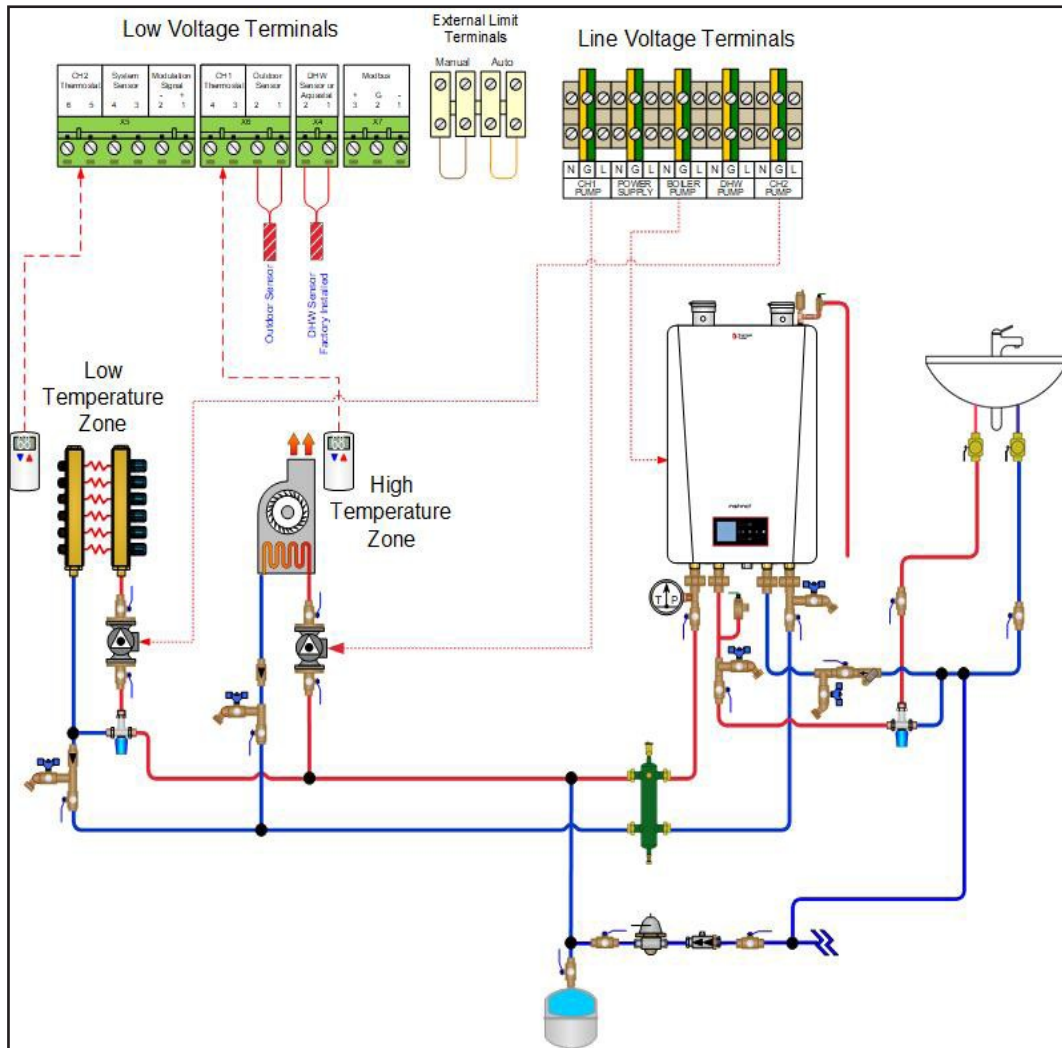 Low Voltage Terminals
External Limit
Terminals
Line Voltage Terminals
Manual Auto
CH2
Thermostat
6 5
System
Sensor
4 3
Modulation
Signal
- +
2 1
X5
CH1
Thermostat
4 3
Outdoor
Sensor
2 1
X6
DHW
Sensor or
Aquastat
2 1
X4
Modbus
+ G -
3 2 1
X7
N G L N G L N G L N G L N G L
CH1
PUMP
POWER
SUPPLY
BOILER
PUMP
DHW
PUMP
CH2
PUMP
Outdoor Sensor
DHW Sensor
Factory Installed
Low
Temperature
Zone
High
Temperature
Zone
T P